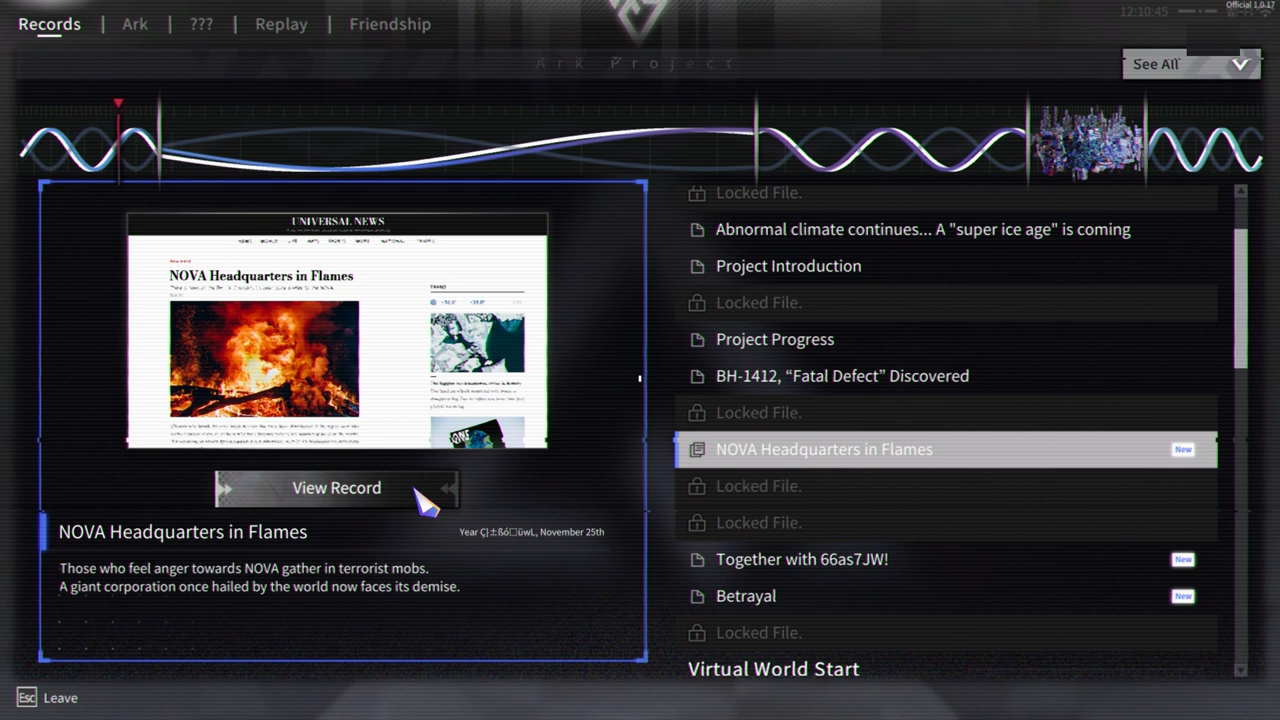 Official 1.0.17
Records
Ark
???
Replay
Friendship
12:10:45
Wi-Fi
Ark Project
See All
UNIVERSAL NEWS
NOVA Headquarters in Flames
View Record
NOVA Headquarters in Flames
November 25th
Those who feel anger towards NOVA gather in terrorist mobs.
A giant corporation once hailed by the world now faces its demise.
Locked File.
Abnormal climate continues... A "super ice age" is coming
Project Introduction
Locked File.
Project Progress
BH-1412, “Fatal Defect” Discovered
Locked File.
NOVA Headquarters in Flames New
Locked File.
Locked File.
Together with 66as7JW! New
Betrayal New
Locked File.
Virtual World Start
Esc Leave